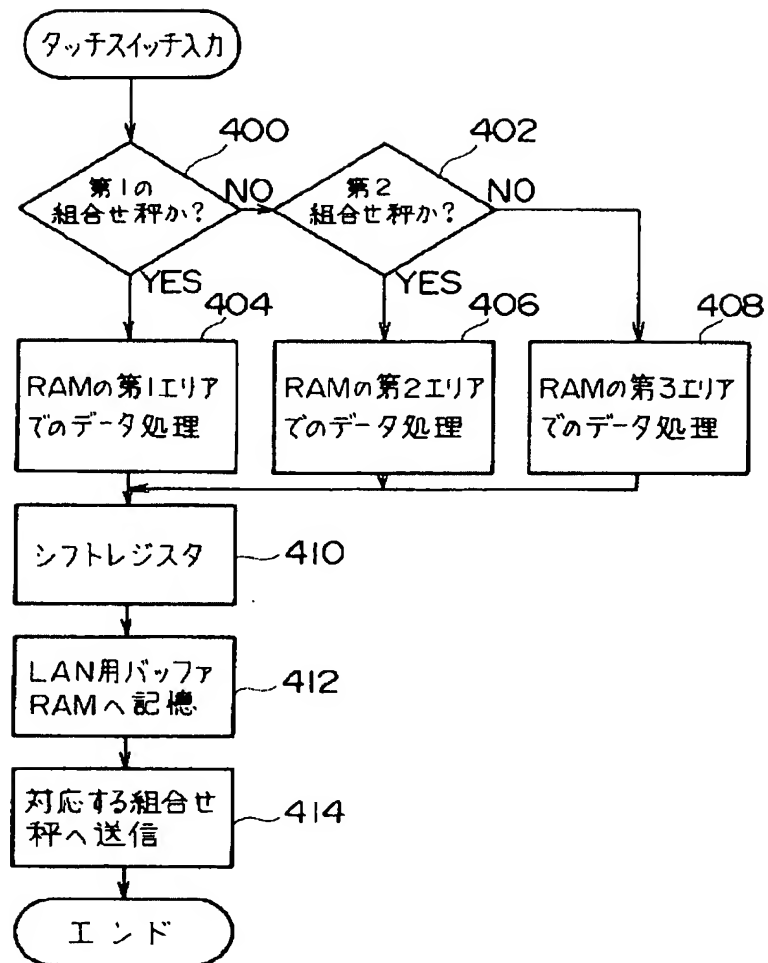 タッチスイッチ入力
400
402
第1の
組合せ秤か?
NO
第2
組合せ秤か?
NO
YES
YES
404
406
408
RAMの第1エリア
でのデータ処理
RAMの第2エリア
でのデータ処理
RAMの第3エリア
でのデータ処理
シフトレジスタ
410
LAN用バッファ
RAMへ記憶
412
対応する組合せ
秤へ送信
414
エンド